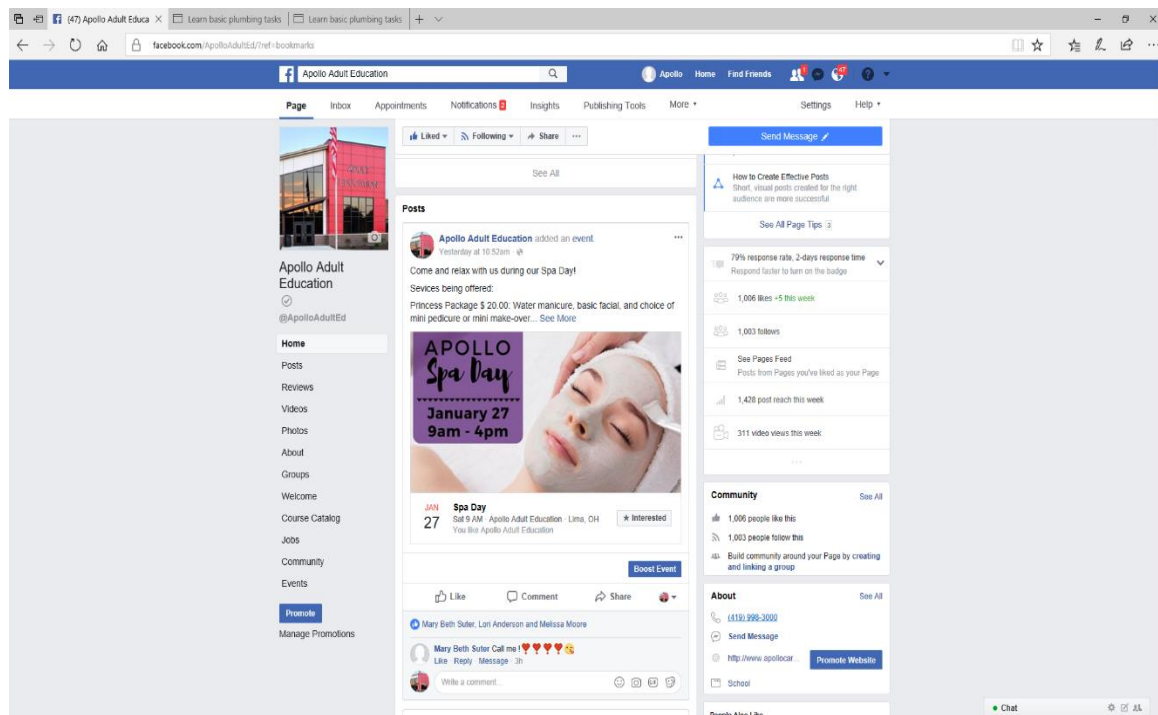 (47) Apollo Adult Educa
Learn basic plumbing tasks
Learn basic plumbing tasks
facebook.com/ApolloAdultEd/?ref=bookmarks
Apollo Adult Education
Apollo
Home
Find Friends
1
47
Page
Inbox
Appointments
Notifications 2
Insights
Publishing Tools
More
Settings
Help
Apollo Adult
Education
@ApolloAdultEd
Home
Posts
Reviews
Videos
Photos
About
Groups
Welcome
Course Catalog
Jobs
Community
Events
Promote
Manage Promotions
Liked
Following
Share
See All
Posts
Apollo Adult Education added an event.
Yesterday at 10:52am
Come and relax with us during our Spa Day!
Sevices being offered:
Princess Package $ 20.00: Water manicure, basic facial, and choice of
mini pedicure or mini make-over... See More
APOLLO
Spa Day
January 27
9am - 4pm
JAN
27
Spa Day
Sat 9 AM · Apollo Adult Education · Lima, OH
You like Apollo Adult Education
Interested
Boost Event
Like
Comment
Share
Mary Beth Suter, Lori Anderson and Melissa Moore
Mary Beth Suter Call me !❣❣❣❣😘
Like · Reply · Message · 3h
Write a comment...
GIF
Send Message
How to Create Effective Posts
Short, visual posts created for the right
audience are more successful
See All Page Tips 3
79% response rate, 2-days response time
Respond faster to turn on the badge
1,006 likes +5 this week
1,003 follows
See Pages Feed
Posts from Pages you've liked as your Page
1,428 post reach this week
311 video views this week
Community
See All
1,006 people like this
1,003 people follow this
Build community around your Page by creating
and linking a group
About
See All
(419) 998-3000
Send Message
http://www.apollocar...
Promote Website
School
People Also Like
Chat